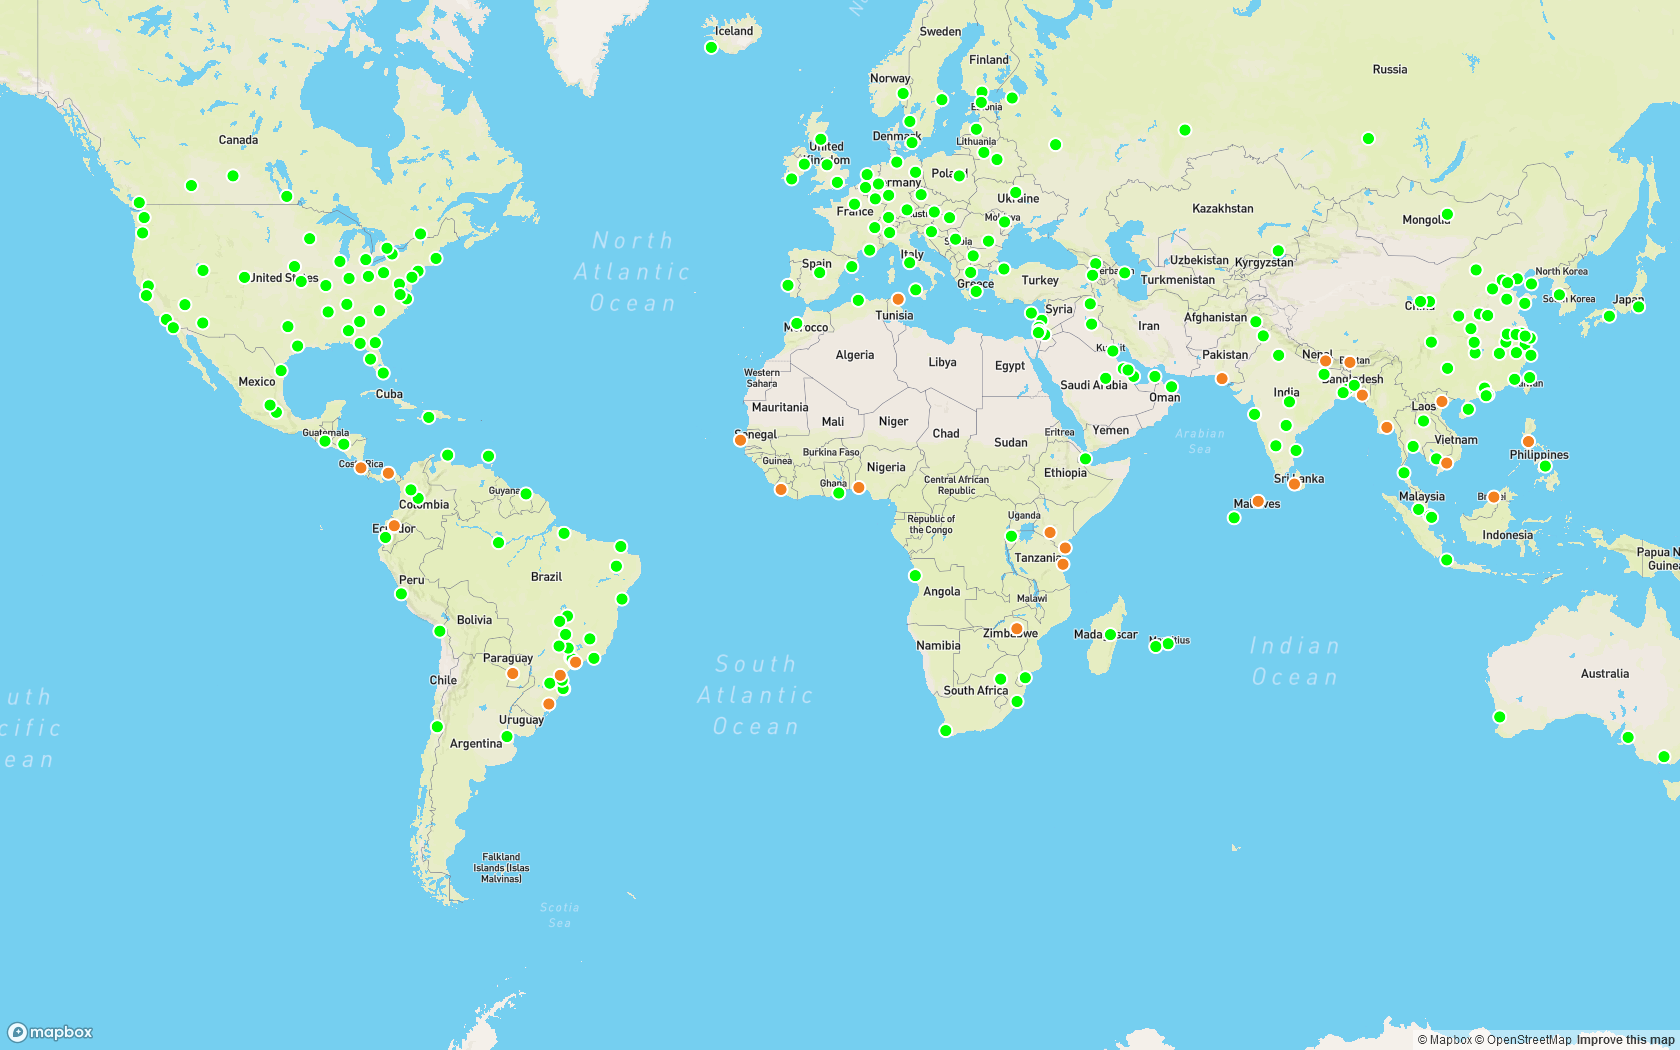 Iceland
Sweden
Finland
Norway
Russia
Estonia
Canada
Denmark
Lithuania
United
Kingdom
Poland
Germany
Ukraine
Kazakhstan
France
Mongolia
Moldova
Serbia
Italy
Uzbekistan
Kyrgyzstan
North
Atlantic
Ocean
United States
Spain
Greece
Turkey
Turkmenistan
North Korea
South Korea
China
Japan
Tunisia
Syria
Afghanistan
Iran
Morocco
Algeria
Libya
Egypt
Kuwait
Pakistan
Nepal
Bhutan
Western
Sahara
Mexico
Cuba
Saudi Arabia
Oman
India
Bangladesh
Taiwan
Mauritania
Mali
Niger
Chad
Sudan
Eritrea
Yemen
Arabian
Sea
Laos
Vietnam
Guatemala
Senegal
Guinea
Burkina Faso
Nigeria
Ethiopia
Philippines
Costa Rica
Guyana
Colombia
Ghana
Central African
Republic
Sri Lanka
Maldives
Malaysia
Brunei
Ecuador
Republic of
the Congo
Uganda
Indonesia
Papua N
Guinea
Tanzania
Peru
Brazil
Angola
Malawi
Bolivia
Zimbabwe
Madagascar
Mauritius
Namibia
Paraguay
Chile
South
Atlantic
Ocean
Indian
Ocean
Australia
South Africa
uth
cific
ean
Uruguay
Argentina
Falkland
Islands (Islas
Malvinas)
Scotia
Sea
mapbox
© Mapbox © OpenStreetMap Improve this map